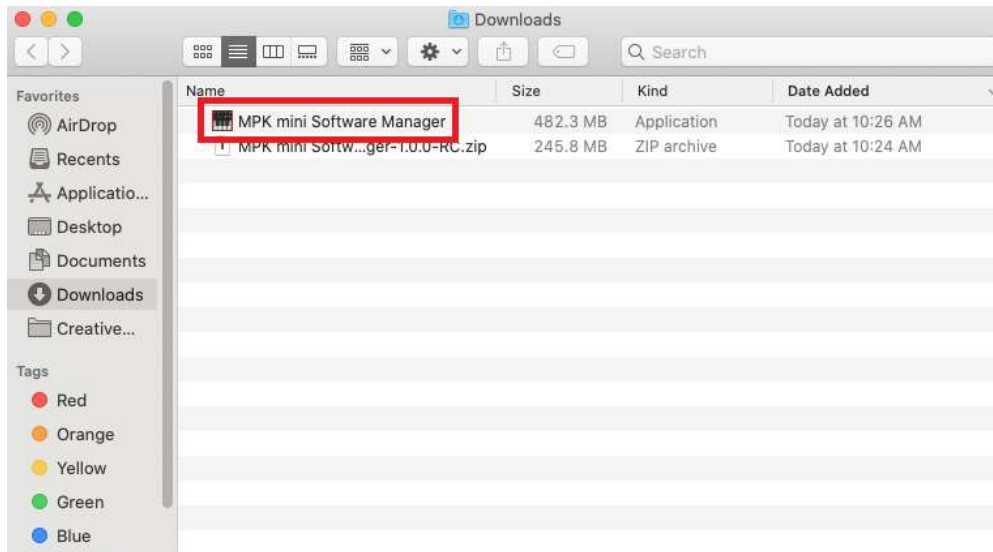 Downloads
Search
Favorites
Name Size Kind Date Added
AirDrop
MPK mini Software Manager 482.3 MB Application Today at 10:26 AM
MPK mini Softw...ger-1.0.0-RC.zip 245.8 MB ZIP archive Today at 10:24 AM
Recents
Applicatio...
Desktop
Documents
Downloads
Creative...
Tags
Red
Orange
Yellow
Green
Blue